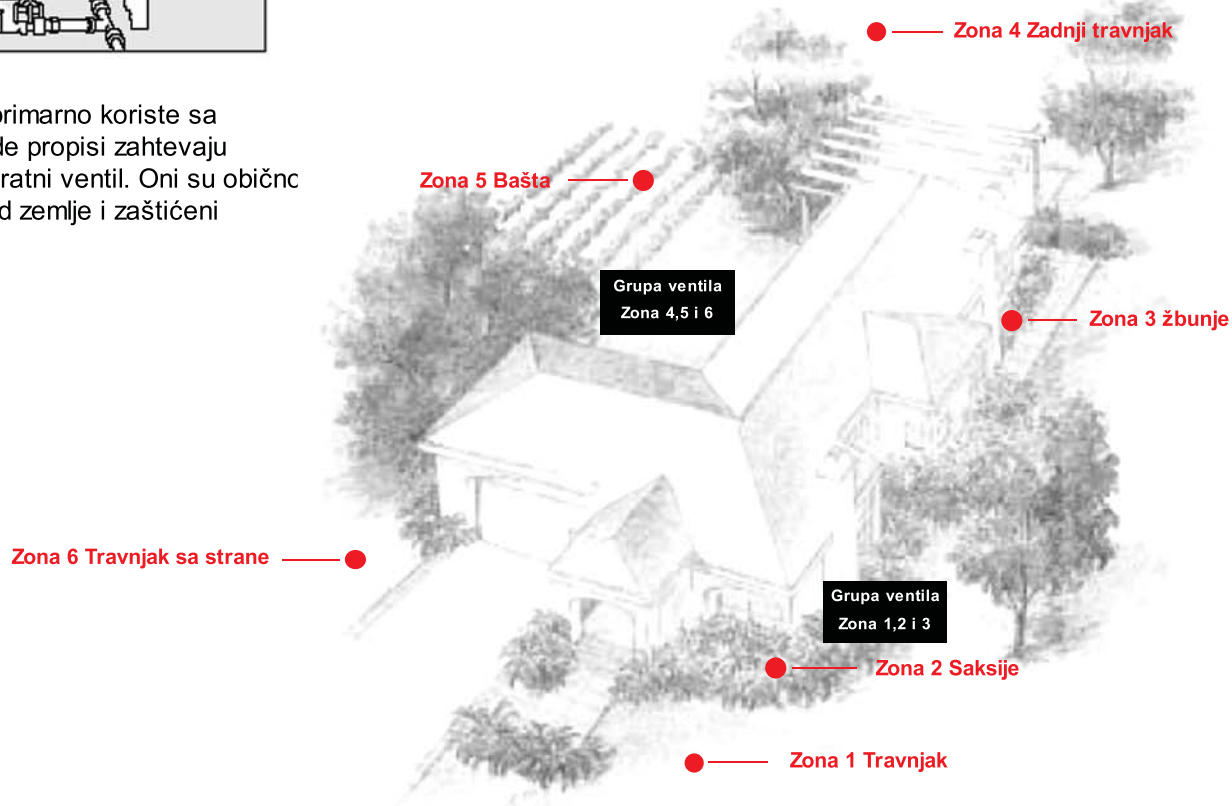 primarno koriste sa
de propisi zahtevaju
ratni ventil. Oni su obično
d zemlje i zaštićeni
Zona 4 Zadnji travnjak
Zona 5 Bašta
Grupa ventila
Zona 4,5 i 6
Zona 3 žbunje
Zona 6 Travnjak sa strane
Grupa ventila
Zona 1,2 i 3
Zona 2 Saksije
Zona 1 Travnjak